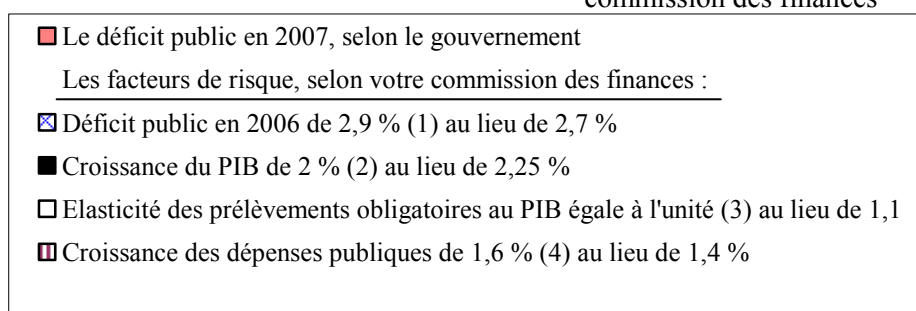 commission des finances
Le déficit public en 2007, selon le gouvernement
Les facteurs de risque, selon votre commission des finances :
Déficit public en 2006 de 2,9 % (1) au lieu de 2,7 %
Croissance du PIB de 2 % (2) au lieu de 2,25 %
Elasticité des prélèvements obligatoires au PIB égale à l'unité (3) au lieu de 1,1
Croissance des dépenses publiques de 1,6 % (4) au lieu de 1,4 %